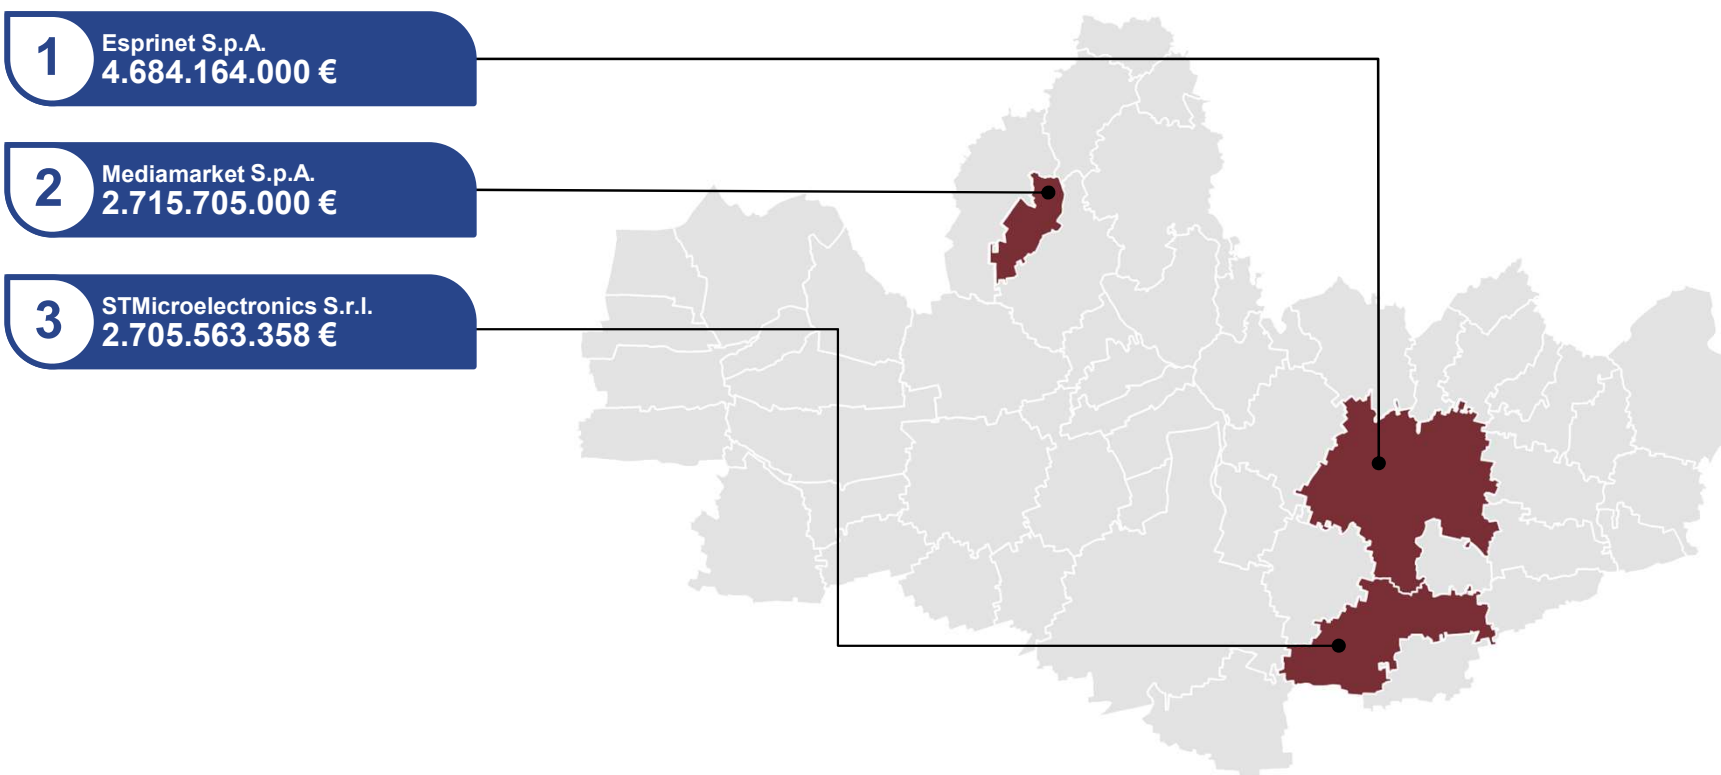 1
Esprinet S.p.A.
4.684.164.000 €
2
Mediamarket S.p.A.
2.715.705.000 €
3
STMicroelectronics S.r.l.
2.705.563.358 €